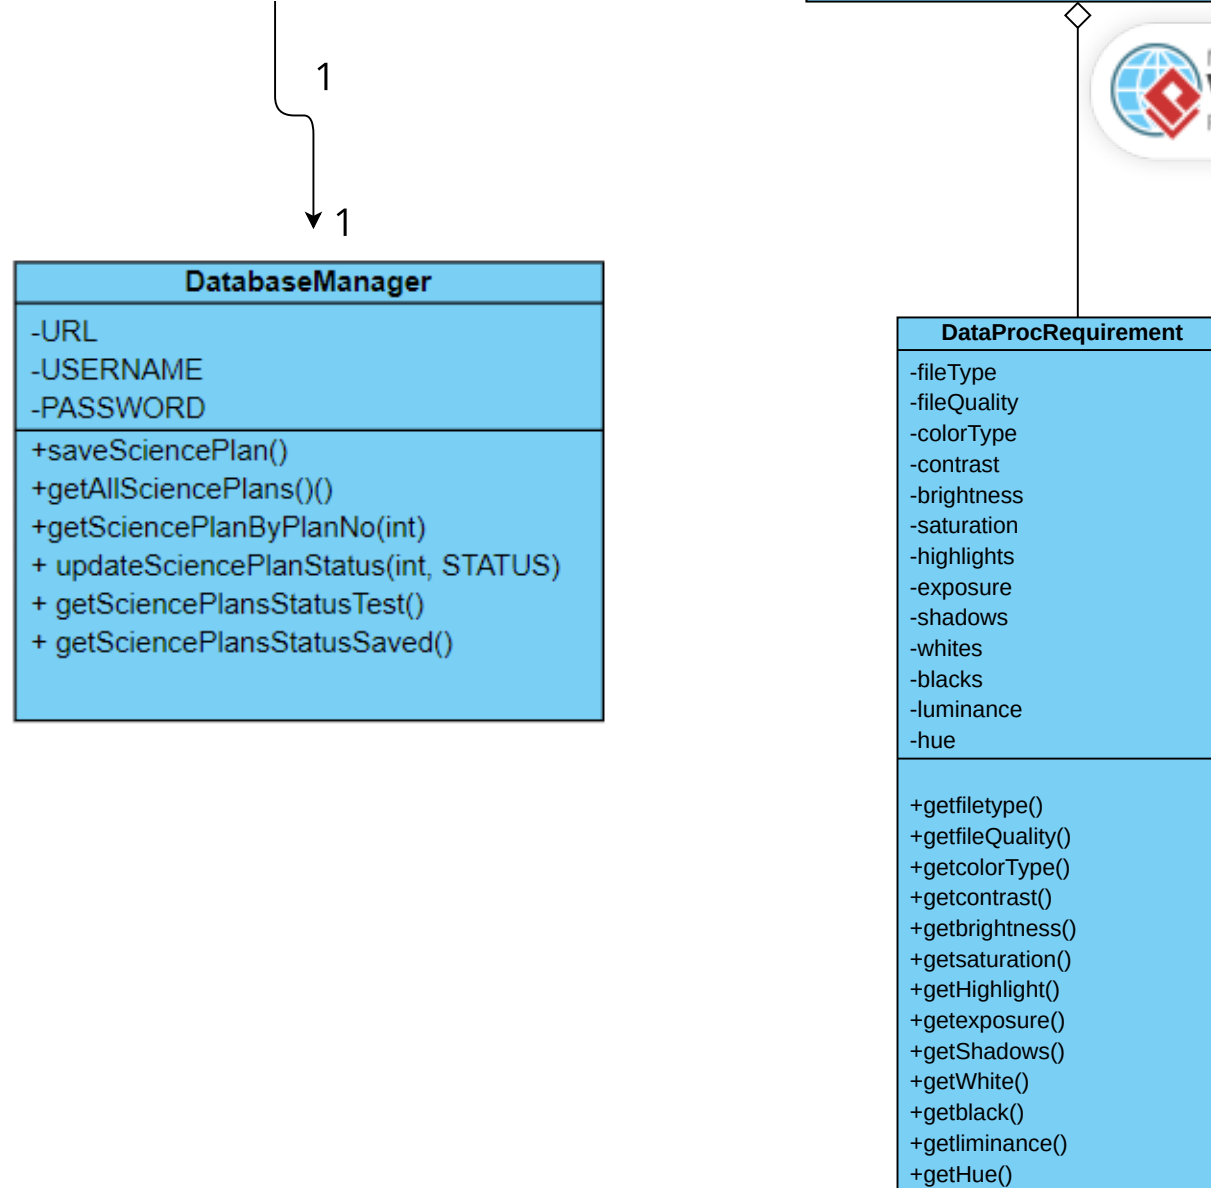 1
1
DatabaseManager
-URL
-USERNAME
-PASSWORD
+saveSciencePlan()
+getAllSciencePlans()()
+getSciencePlanByPlanNo(int)
+ updateSciencePlanStatus(int, STATUS)
+ getSciencePlansStatusTest()
+ getSciencePlansStatusSaved()
DataProcRequirement
-fileType
-fileQuality
-colorType
-contrast
-brightness
-saturation
-highlights
-exposure
-shadows
-whites
-blacks
-luminance
-hue
+getfiletype()
+getfileQuality()
+getcolorType()
+getcontrast()
+getbrightness()
+getsaturation()
+getHighlight()
+getexposure()
+getShadows()
+getWhite()
+getblack()
+getliminance()
+getHue()